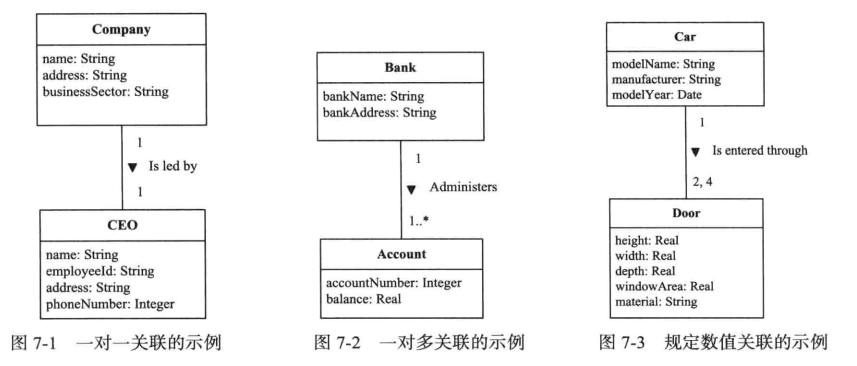 Company
name: String
address: String
businessSector: String
1
Is led by
1
CEO
name: String
employeeId: String
address: String
phoneNumber: Integer
图 7-1 一对一关联的示例
Bank
bankName: String
bankAddress: String
1
Administers
1..*
Account
accountNumber: Integer
balance: Real
图 7-2 一对多关联的示例
Car
modelName: String
manufacturer: String
modelYear: Date
1
Is entered through
2, 4
Door
height: Real
width: Real
depth: Real
windowArea: Real
material: String
图 7-3 规定数值关联的示例